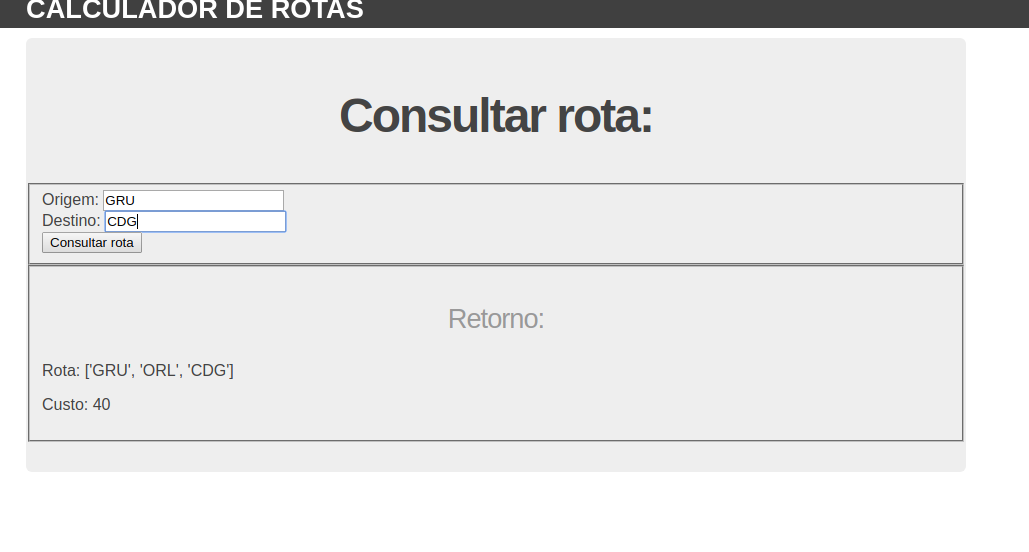 CALCULADOR DE ROTAS
Consultar rota:
Origem: GRU
Destino: CDG
Consultar rota
Retorno:
Rota: ['GRU', 'ORL', 'CDG']
Custo: 40